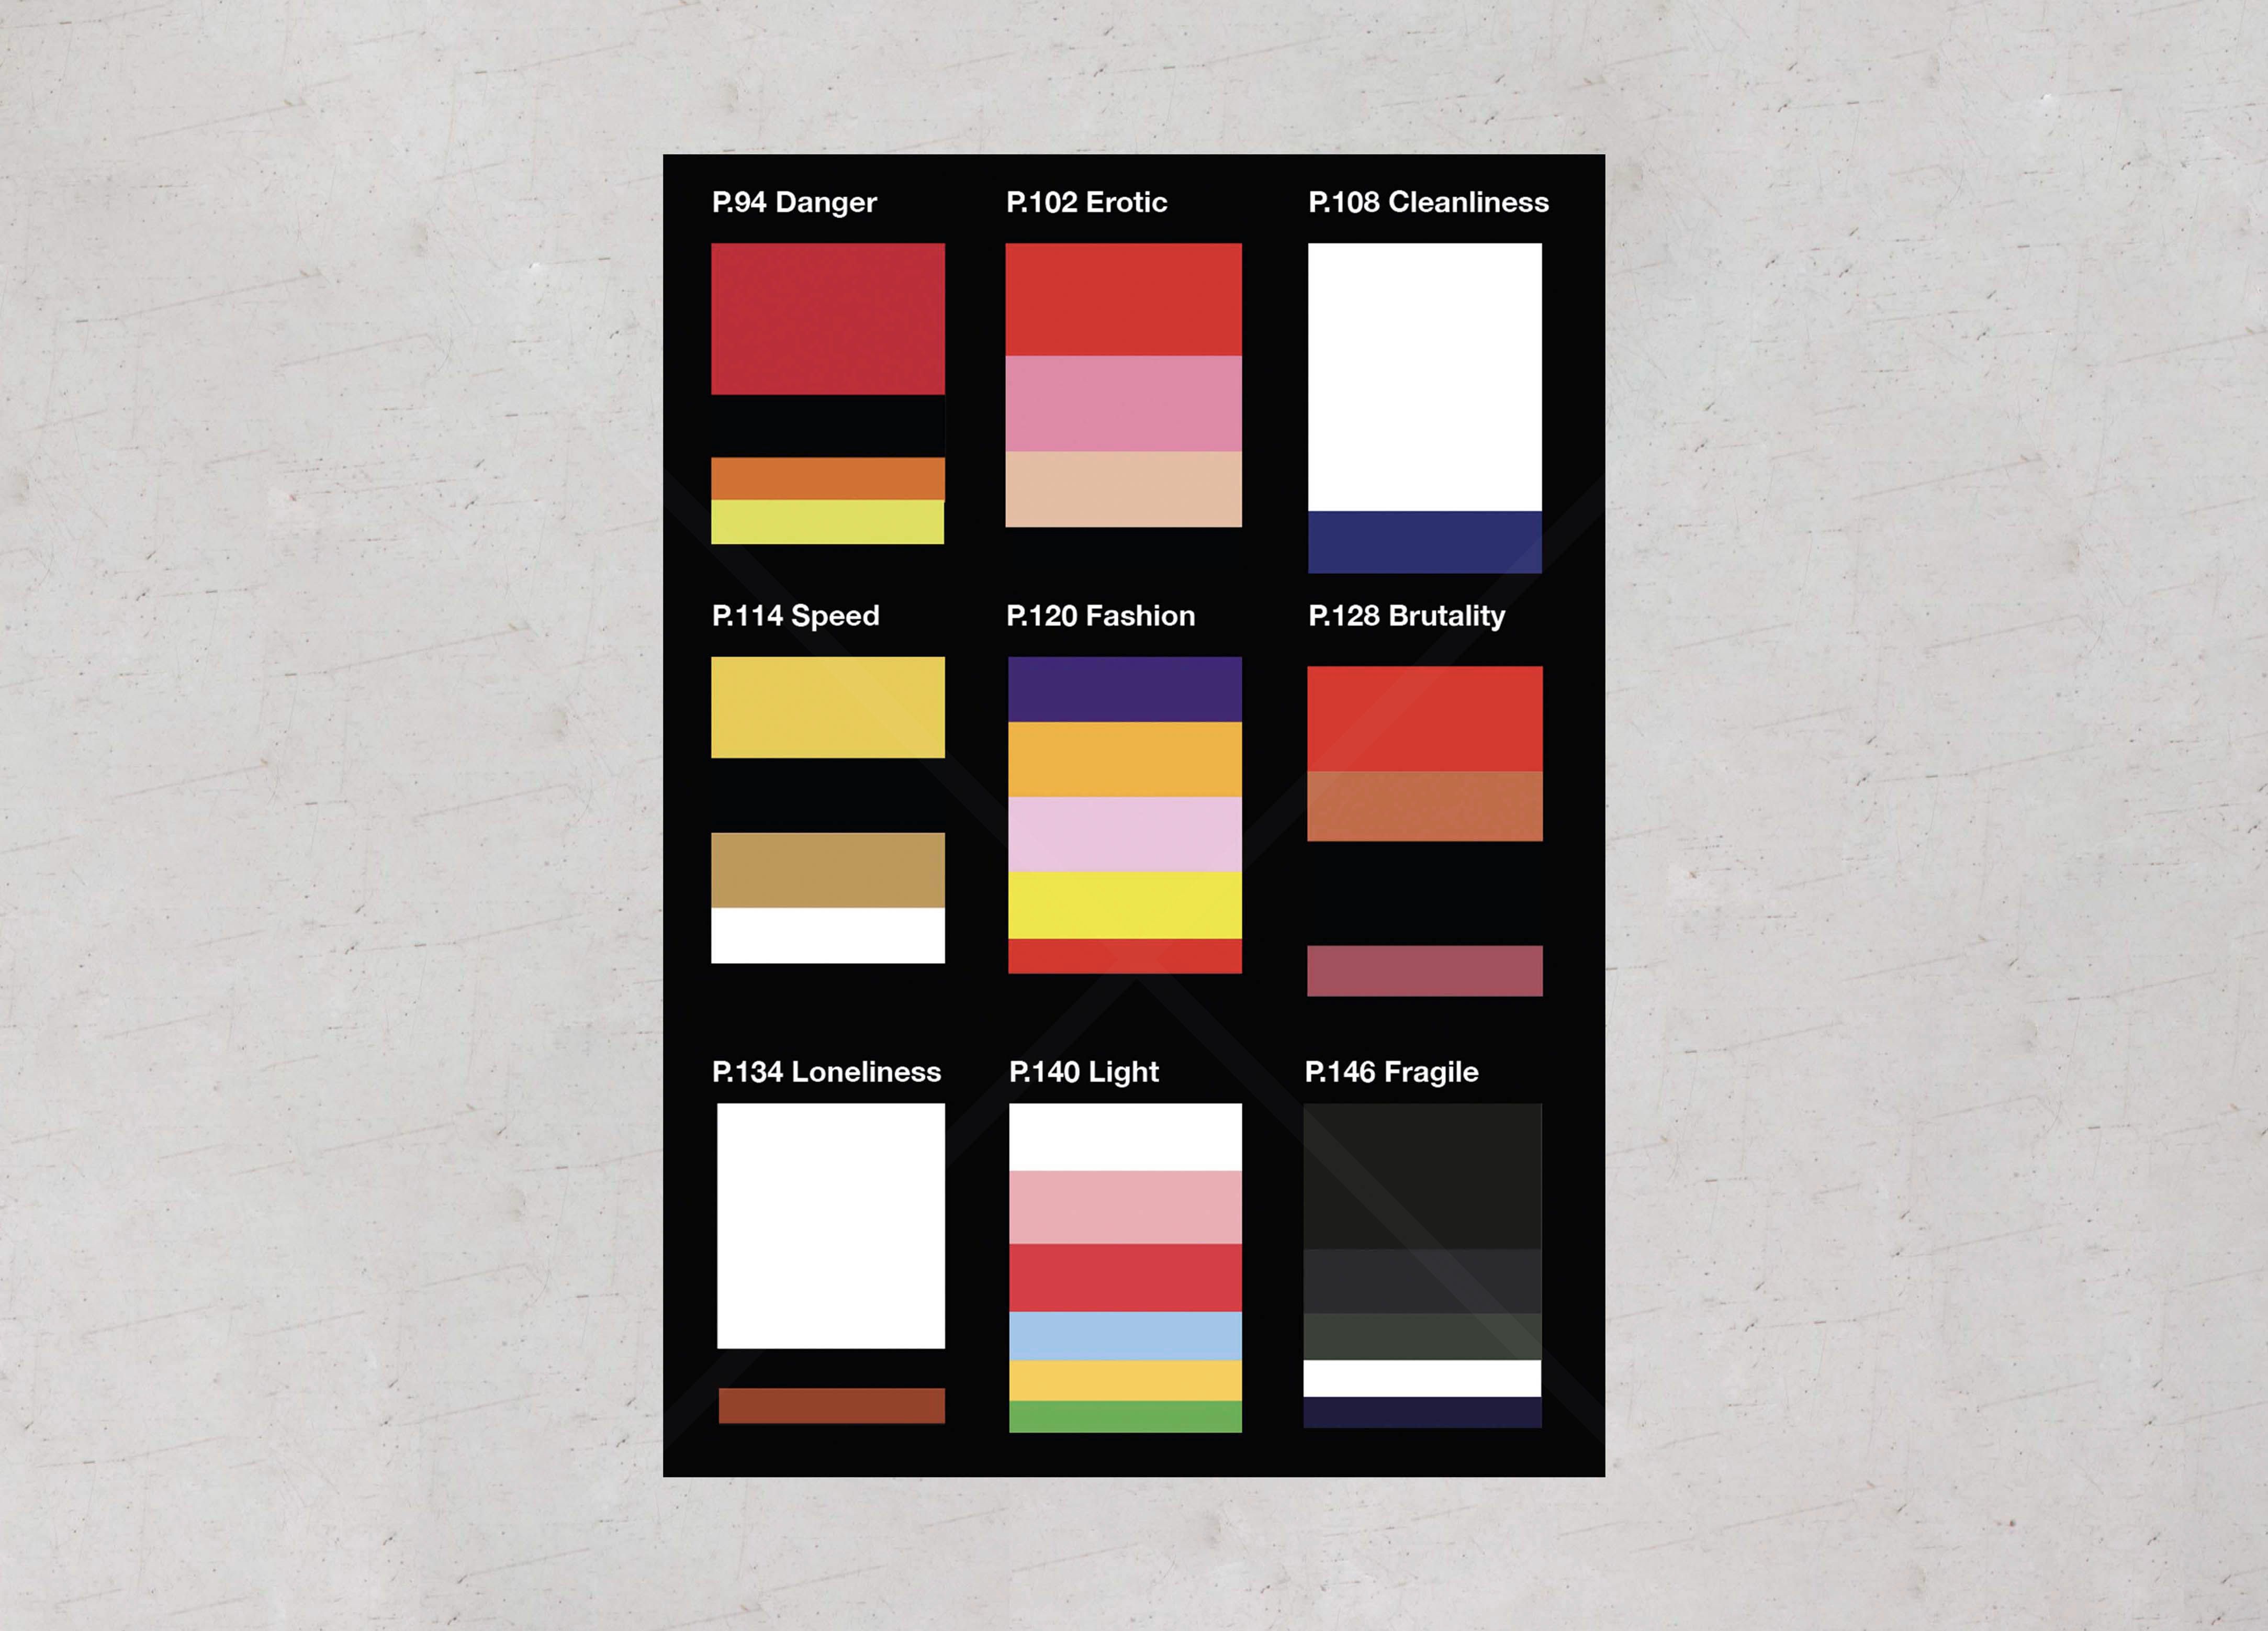 P.94 Danger
P.102 Erotic
P.108 Cleanliness
P.114 Speed
P.120 Fashion
P.128 Brutality
P.134 Loneliness
P.140 Light
P.146 Fragile